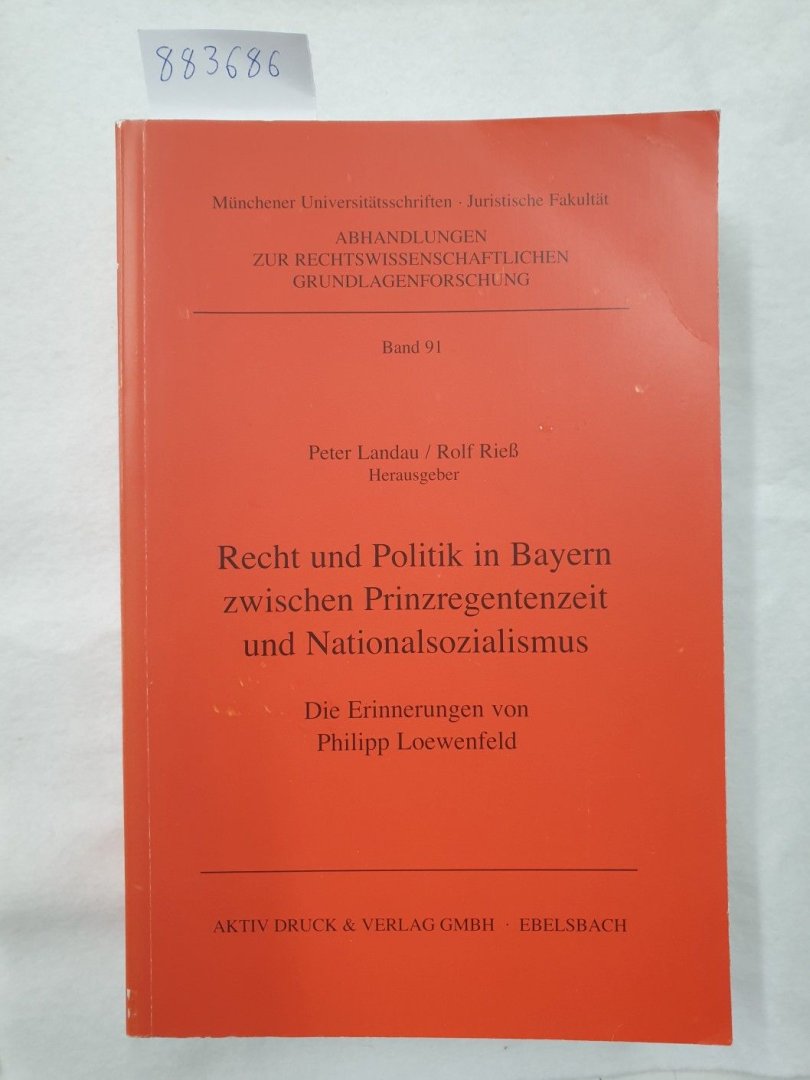 883686
Münchener Universitätsschriften · Juristische Fakultät
ABHANDLUNGEN
ZUR RECHTSWISSENSCHAFTLICHEN
GRUNDLAGENFORSCHUNG
Band 91
Peter Landau / Rolf Rieß
Herausgeber
Recht und Politik in Bayern
zwischen Prinzregentenzeit
und Nationalsozialismus
Die Erinnerungen von
Philipp Loewenfeld
AKTIV DRUCK & VERLAG GMBH · EBELSBACH